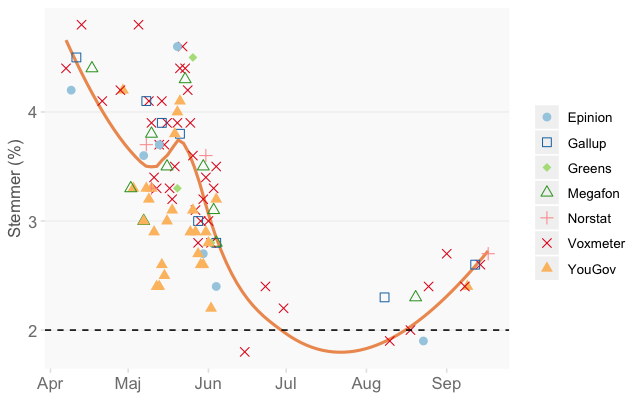 Stemmer (%)
4
3
2
Apr Maj Jun Jul Aug Sep
Epinion
Gallup
Greens
Megafon
Norstat
Voxmeter
YouGov